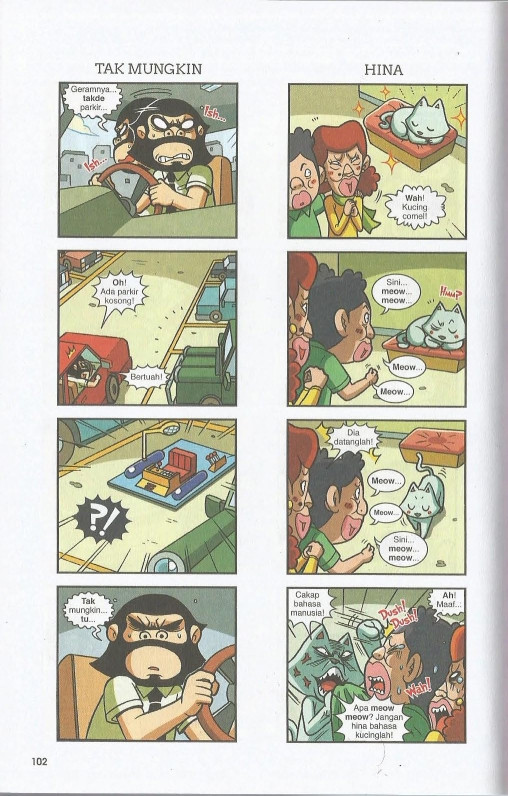 TAK MUNGKIN
Geramnya...
takde
parkir...
Ish...
Ish...
Oh!
Ada parkir
kosong!
Bertuah!
?!
Tak
mungkin...
tu...
HINA
Wah!
Kucing
comel!
Sini...
meow...
meow...
Hmm?
Meow...
Meow...
Dia
datanglah!
Meow...
Meow...
Sini...
meow...
meow...
Cakap
bahasa
manusia!
Dush!
Dush!
Ah!
Maaf...
Wah!
Apa meow
meow? Jangan
hina bahasa
kucinglah!
102